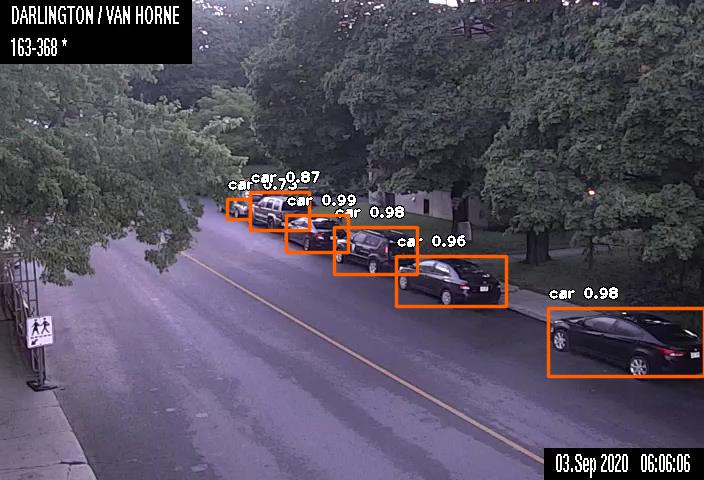 DARLINGTON / VAN HORNE
163-368 *
car 0.87
car 0.73
car 0.99
car 0.98
car 0.96
car 0.98
03.Sep 2020 06:06:06